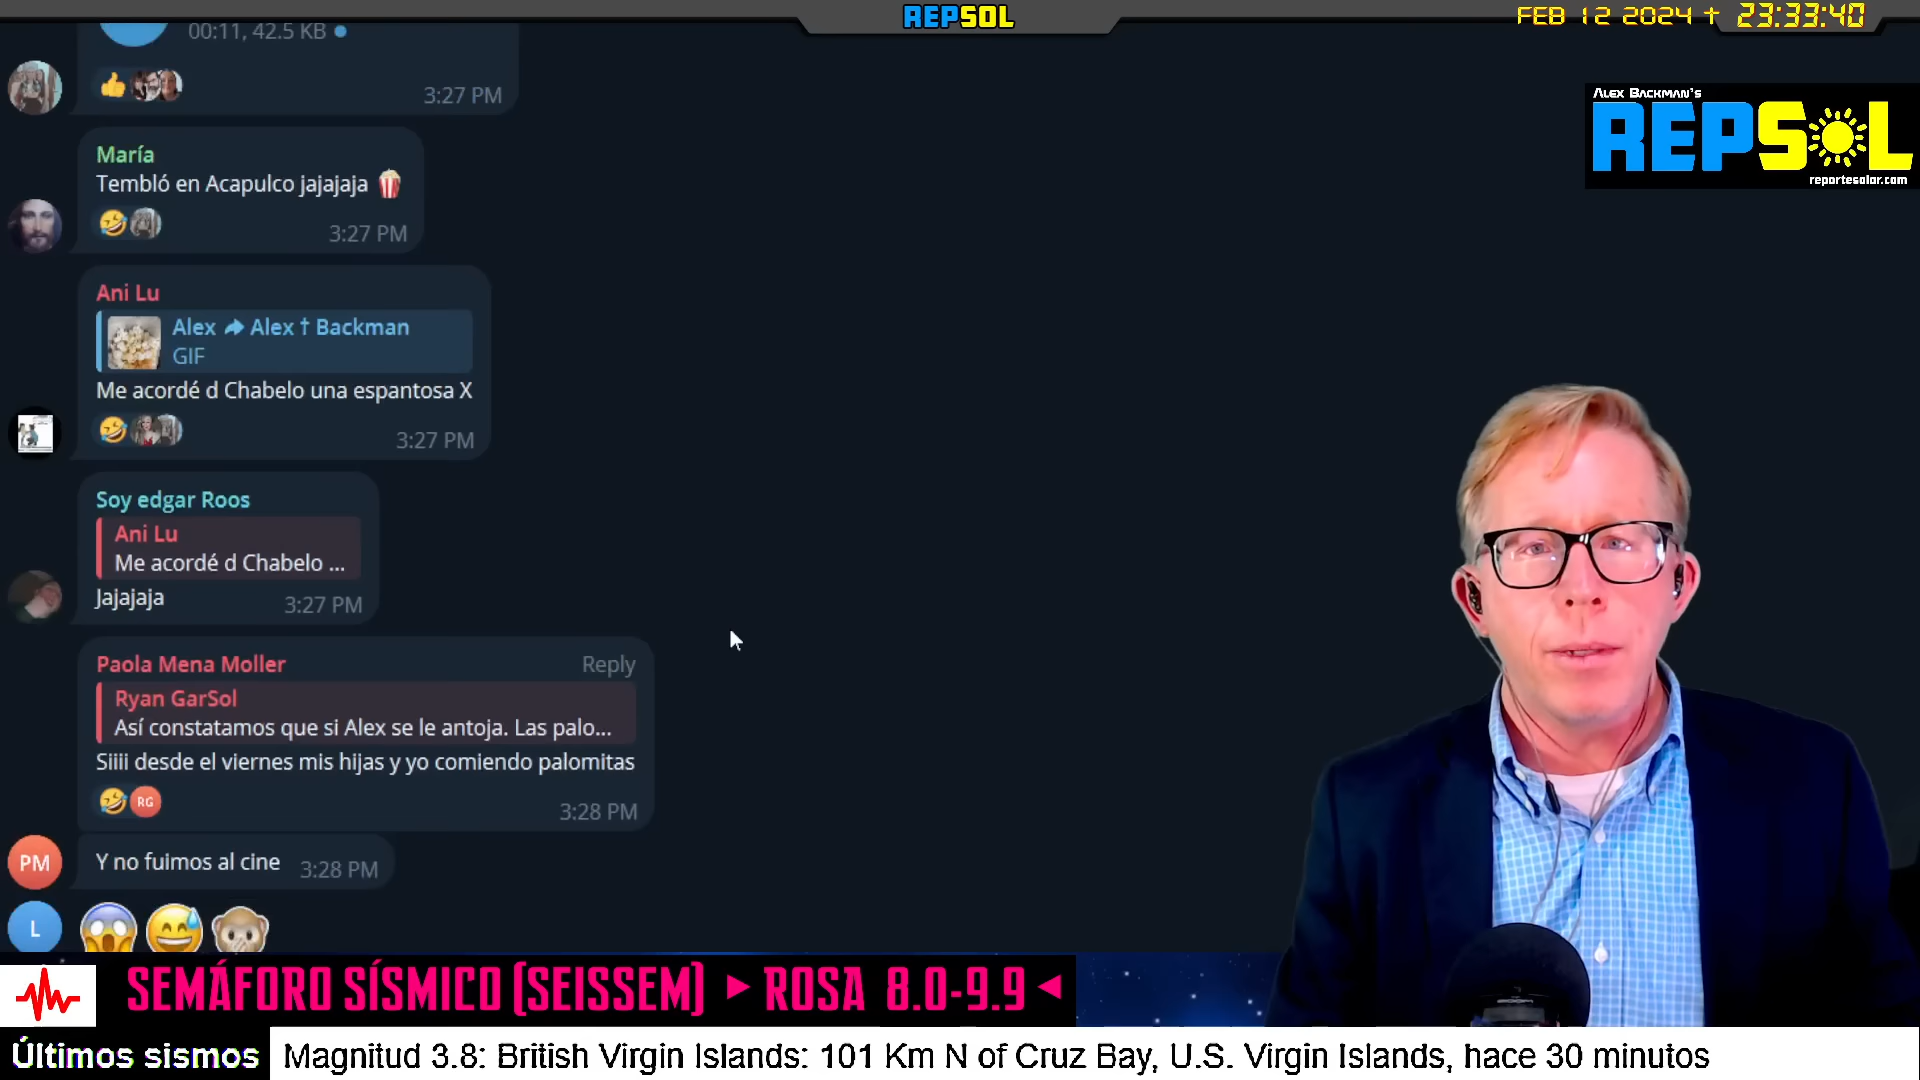 REPSOL
FEB 12 2024 † 23:33:40
ALEX BACKMAN'S
REPSOL
reportesolar.com
00:11, 42.5 KB
3:27 PM
María
Tembló en Acapulco jajajaja 🍿
3:27 PM
Ani Lu
Alex ➦ Alex † Backman
GIF
Me acordé d Chabelo una espantosa X
3:27 PM
Soy edgar Roos
Ani Lu
Me acordé d Chabelo ...
Jajajaja
3:27 PM
Paola Mena Moller
Reply
Ryan GarSol
Así constatamos que si Alex se le antoja. Las palo...
Siiii desde el viernes mis hijas y yo comiendo palomitas
RG
3:28 PM
PM
Y no fuimos al cine 3:28 PM
L
SEMÁFORO SÍSMICO (SEISSEM) ► ROSA 8.0-9.9 ◄
Últimos sismos
Magnitud 3.8: British Virgin Islands: 101 Km N of Cruz Bay, U.S. Virgin Islands, hace 30 minutos